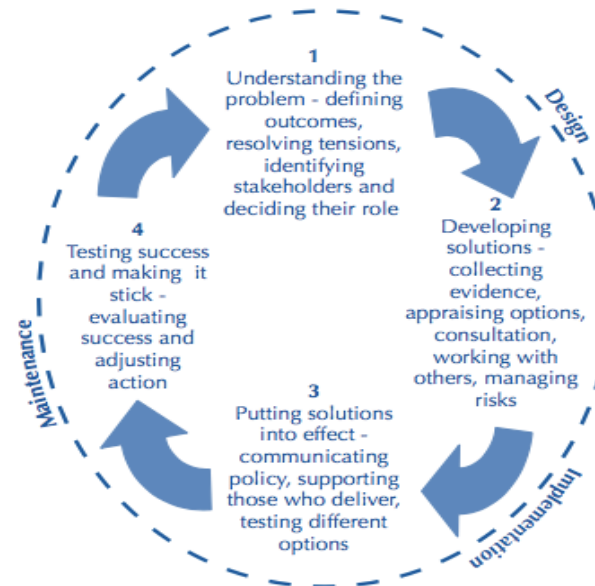 1
Understanding the
problem - defining
outcomes,
resolving tensions,
identifying
stakeholders and
deciding their role
Design
2
Developing
solutions -
collecting
evidence,
appraising options,
consultation,
working with
others, managing
risks
Implementation
3
Putting solutions
into effect -
communicating
policy, supporting
those who deliver,
testing different
options
4
Testing success
and making it
stick -
evaluating
success and
adjusting
action
Maintenance